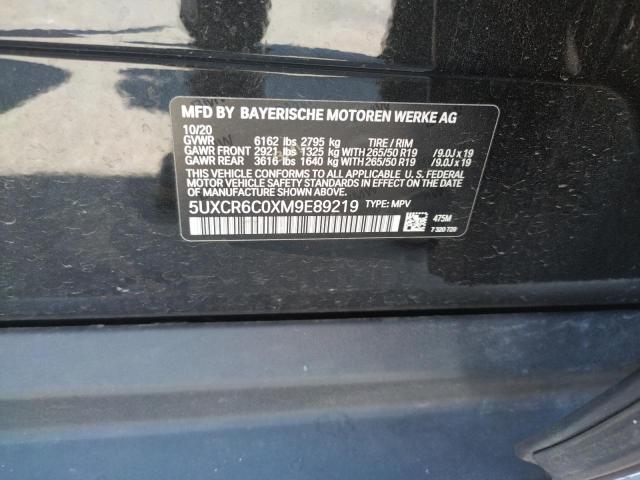 MFD BY BAYERISCHE MOTOREN WERKE AG
10/20
GVWR 6162 lbs 2795 kg TIRE / RIM
GAWR FRONT 2921 lbs 1325 kg WITH 265/50 R19 /9.0J x 19
GAWR REAR 3616 lbs 1640 kg WITH 265/50 R19 /9.0J x 19
THIS VEHICLE CONFORMS TO ALL APPLICABLE U. S. FEDERAL
MOTOR VEHICLE SAFETY STANDARDS IN EFFECT ON THE DATE
OF MANUFACTURE SHOWN ABOVE.
5UXCR6C0XM9E89219 TYPE: MPV
475M
7 320 720